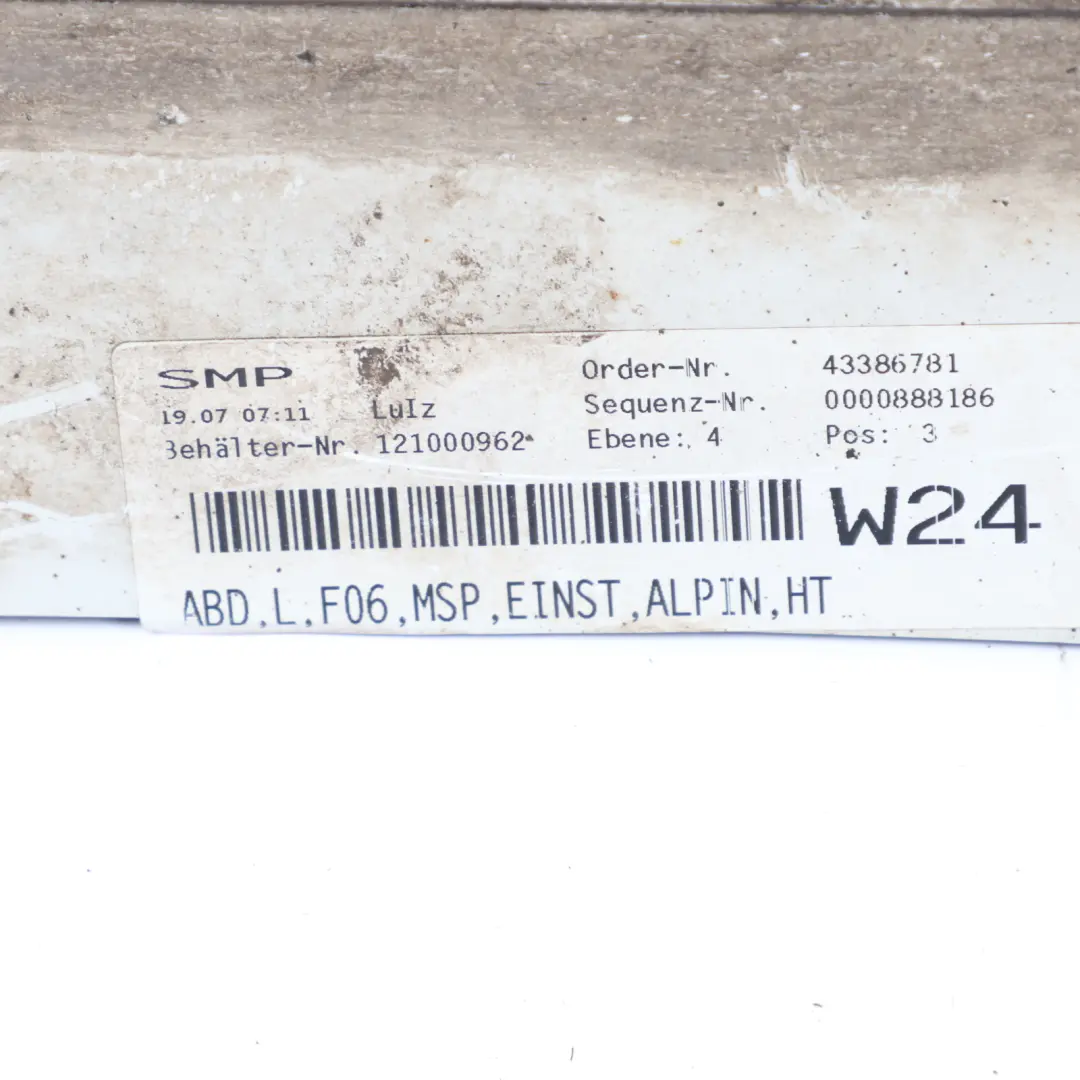 SMP
19.07 07:11 LuIz
Behälter-Nr. 121000962
Order-Nr. 43386781
Sequenz-Nr. 0000888186
Ebene: 4 Pos: 3
W24
ABD,L,F06,MSP,EINST,ALPIN,HT